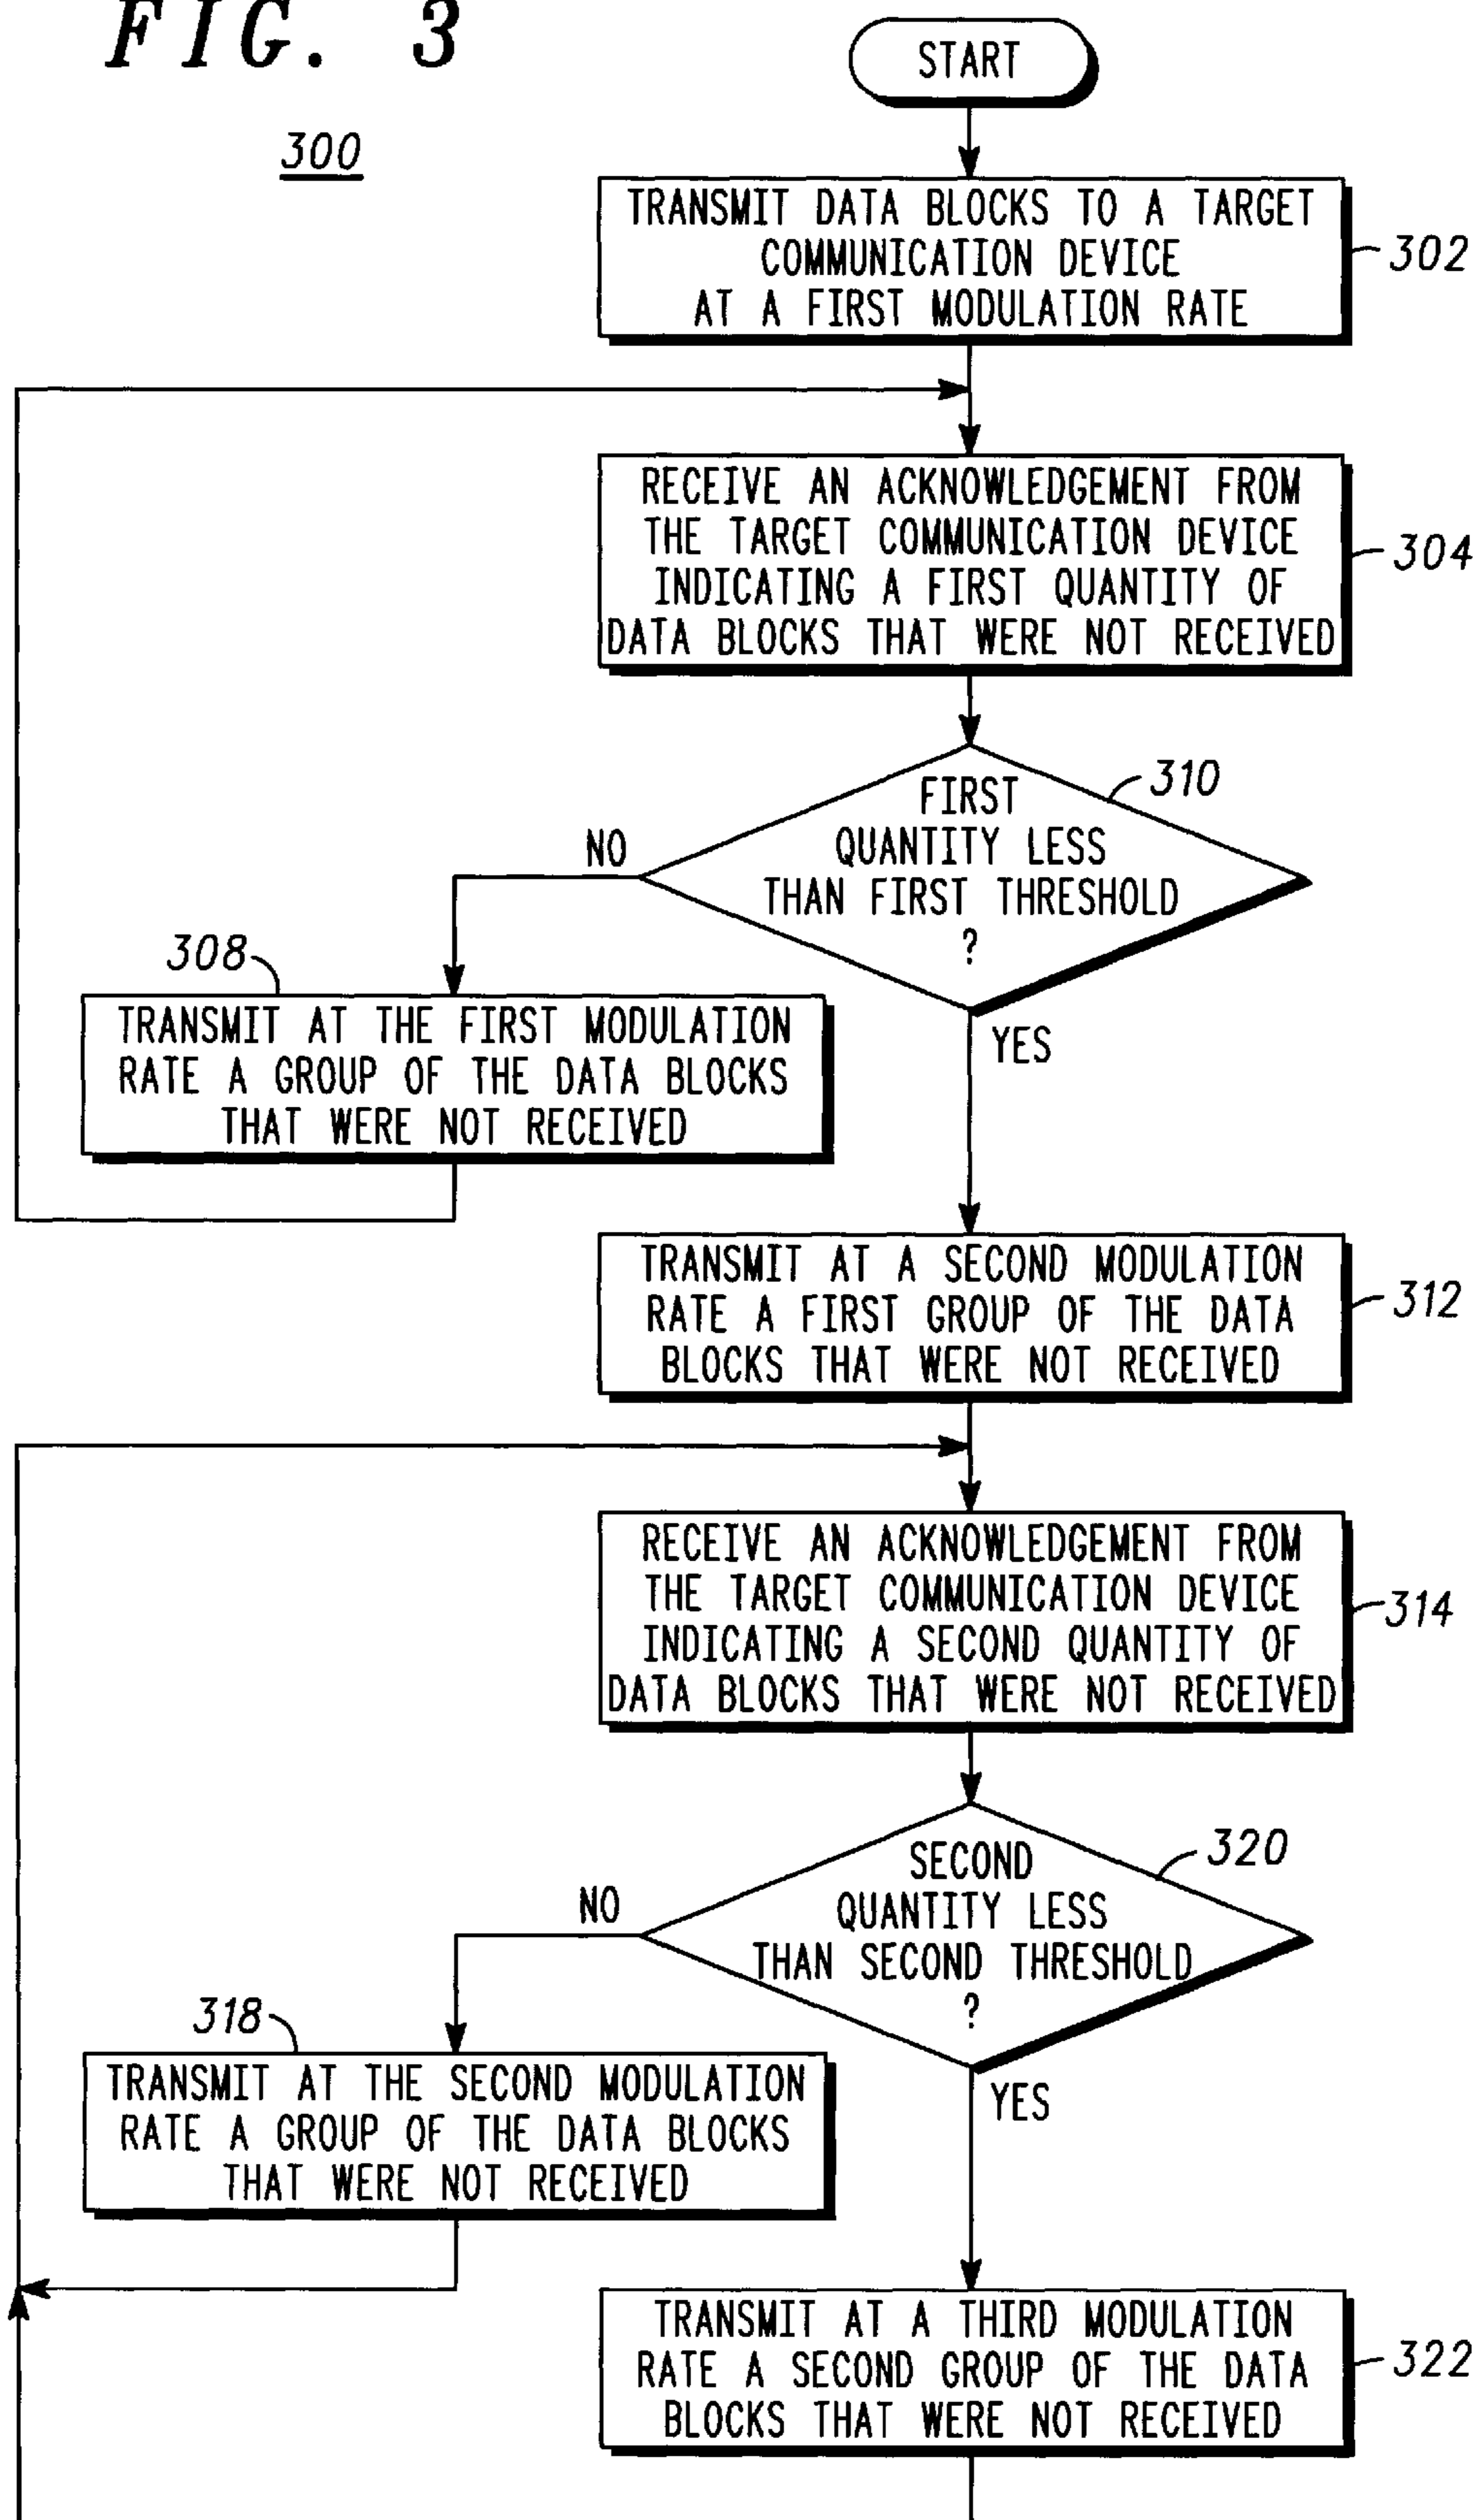 FIG. 3
300
START
TRANSMIT DATA BLOCKS TO A TARGET
COMMUNICATION DEVICE
AT A FIRST MODULATION RATE
302
RECEIVE AN ACKNOWLEDGEMENT FROM
THE TARGET COMMUNICATION DEVICE
INDICATING A FIRST QUANTITY OF
DATA BLOCKS THAT WERE NOT RECEIVED
304
FIRST
QUANTITY LESS
THAN FIRST THRESHOLD
?
310
NO
YES
308
TRANSMIT AT THE FIRST MODULATION
RATE A GROUP OF THE DATA BLOCKS
THAT WERE NOT RECEIVED
TRANSMIT AT A SECOND MODULATION
RATE A FIRST GROUP OF THE DATA
BLOCKS THAT WERE NOT RECEIVED
312
RECEIVE AN ACKNOWLEDGEMENT FROM
THE TARGET COMMUNICATION DEVICE
INDICATING A SECOND QUANTITY OF
DATA BLOCKS THAT WERE NOT RECEIVED
314
SECOND
QUANTITY LESS
THAN SECOND THRESHOLD
?
320
NO
YES
318
TRANSMIT AT THE SECOND MODULATION
RATE A GROUP OF THE DATA BLOCKS
THAT WERE NOT RECEIVED
TRANSMIT AT A THIRD MODULATION
RATE A SECOND GROUP OF THE DATA
BLOCKS THAT WERE NOT RECEIVED
322